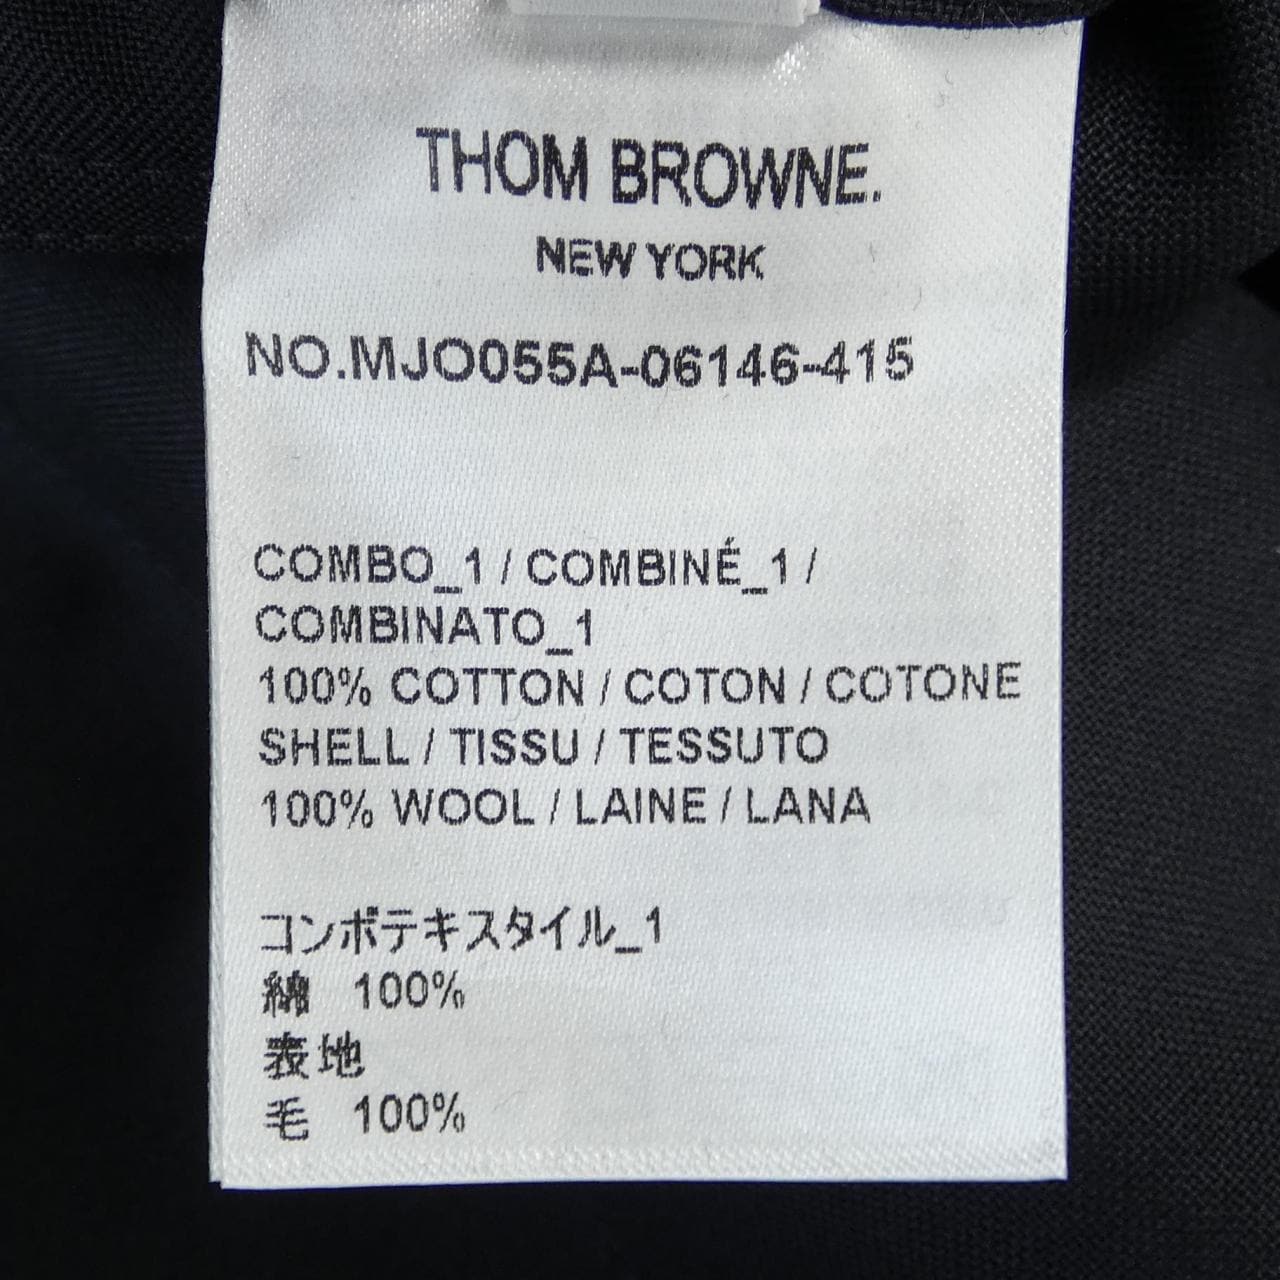 THOM BROWNE.
NEW YORK
NO.MJO055A-06146-415
COMBO_1 / COMBINÉ_1 /
COMBINATO_1
100% COTTON / COTON / COTONE
SHELL / TISSU / TESSUTO
100% WOOL / LAINE / LANA
コンボテキスタイル_1
綿 100%
表地
毛 100%